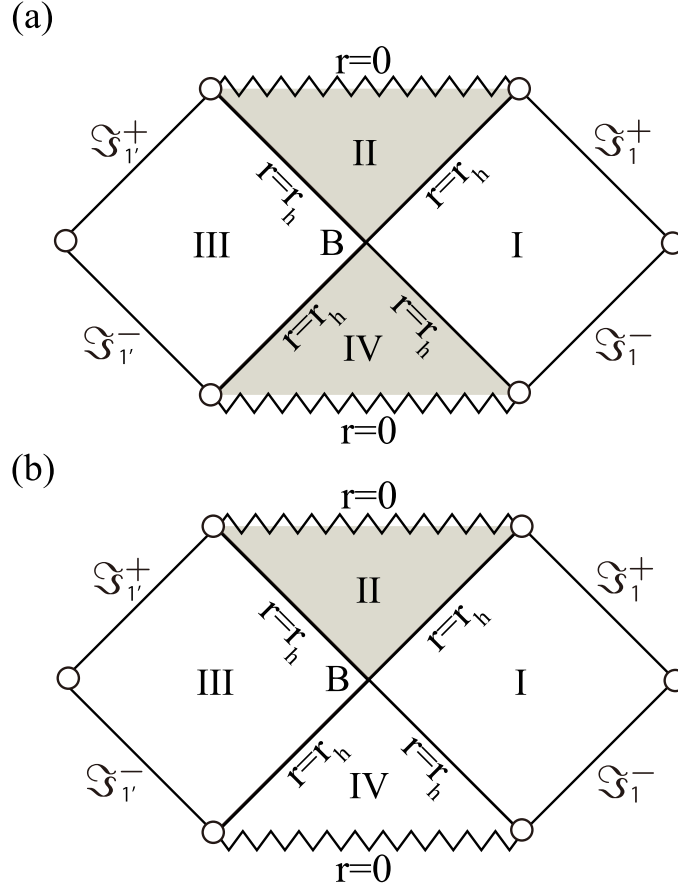 (a)
r=0
ℑ⁺₁′
II
ℑ⁺₁
r=rₕ
r=rₕ
III
B
I
ℑ⁻₁′
r=rₕ
r=rₕ
IV
ℑ⁻₁
r=0
(b)
r=0
ℑ⁺₁′
II
ℑ⁺₁
r=rₕ
r=rₕ
III
B
I
ℑ⁻₁′
r=rₕ
r=rₕ
IV
ℑ⁻₁
r=0